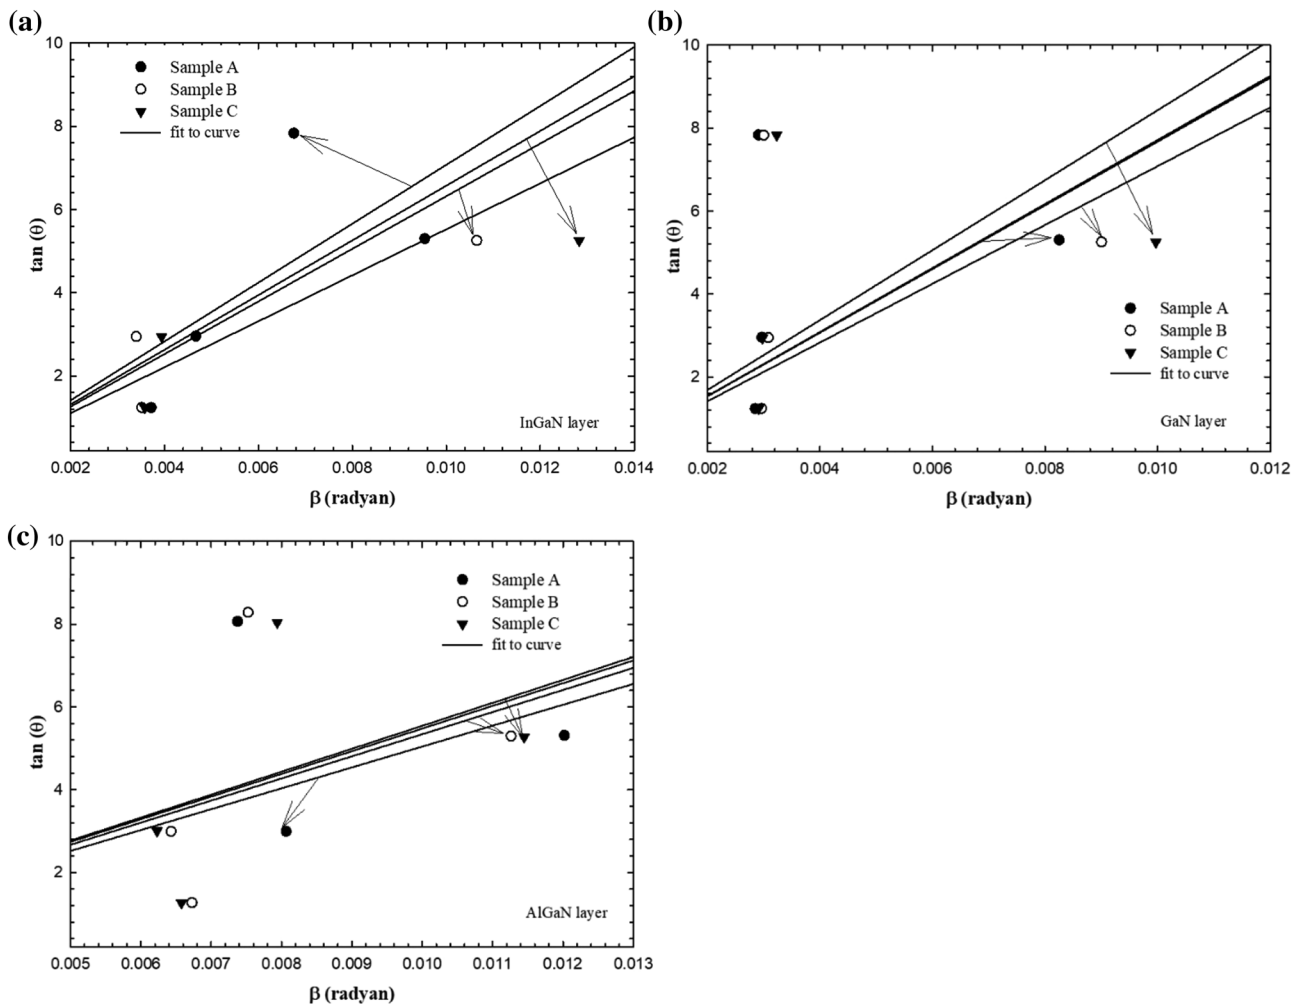 (a)
10
8
6
4
2
tan (θ)
Sample A
Sample B
Sample C
fit to curve
InGaN layer
0.002 0.004 0.006 0.008 0.010 0.012 0.014
β (radyan)
(b)
10
8
6
4
2
tan (θ)
Sample A
Sample B
Sample C
fit to curve
GaN layer
0.002 0.004 0.006 0.008 0.010 0.012
β (radyan)
(c)
10
8
6
4
2
tan (θ)
Sample A
Sample B
Sample C
fit to curve
AlGaN layer
0.005 0.006 0.007 0.008 0.009 0.010 0.011 0.012 0.013
β (radyan)